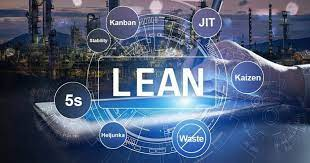 Kanban
JIT
Stability
LEAN
Kaizen
5s
Heijunka
Waste